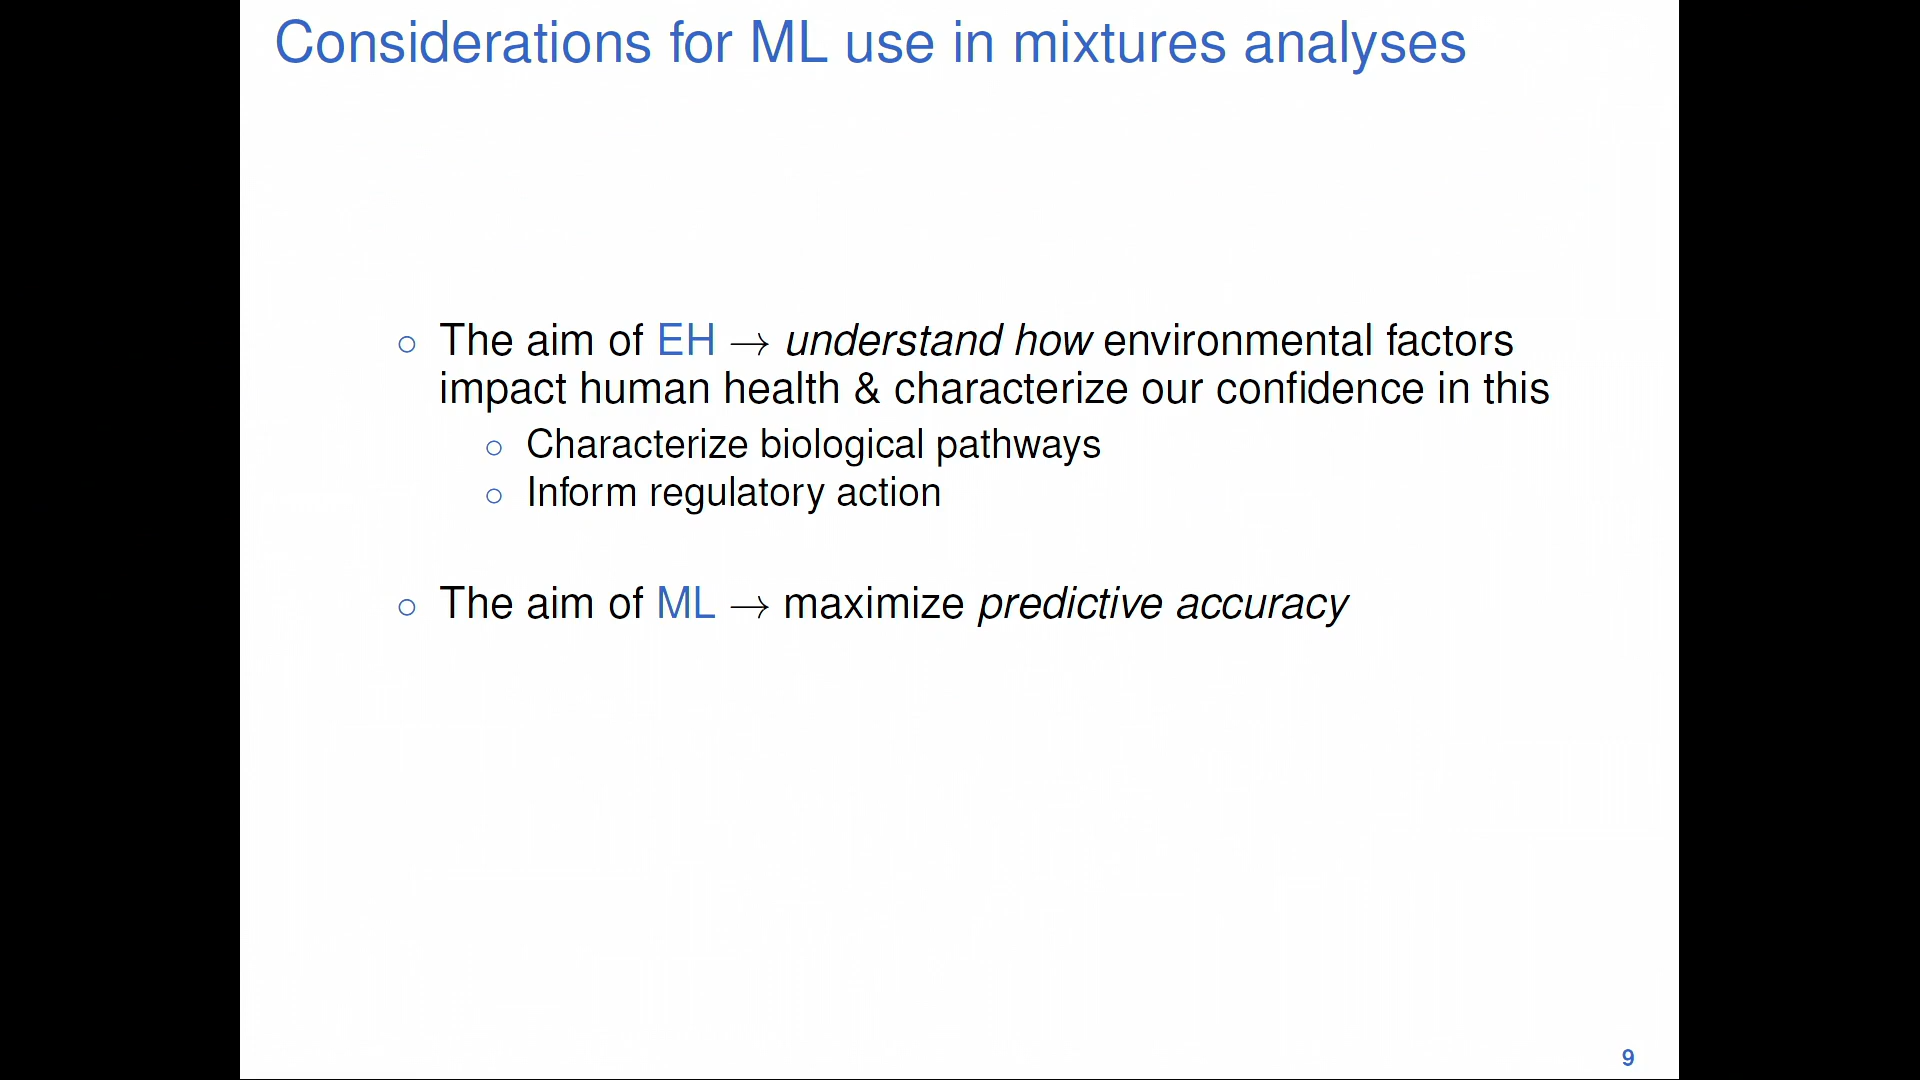 Considerations for ML use in mixtures analyses
○ The aim of EH → understand how environmental factors
impact human health & characterize our confidence in this
○ Characterize biological pathways
○ Inform regulatory action
○ The aim of ML → maximize predictive accuracy
9